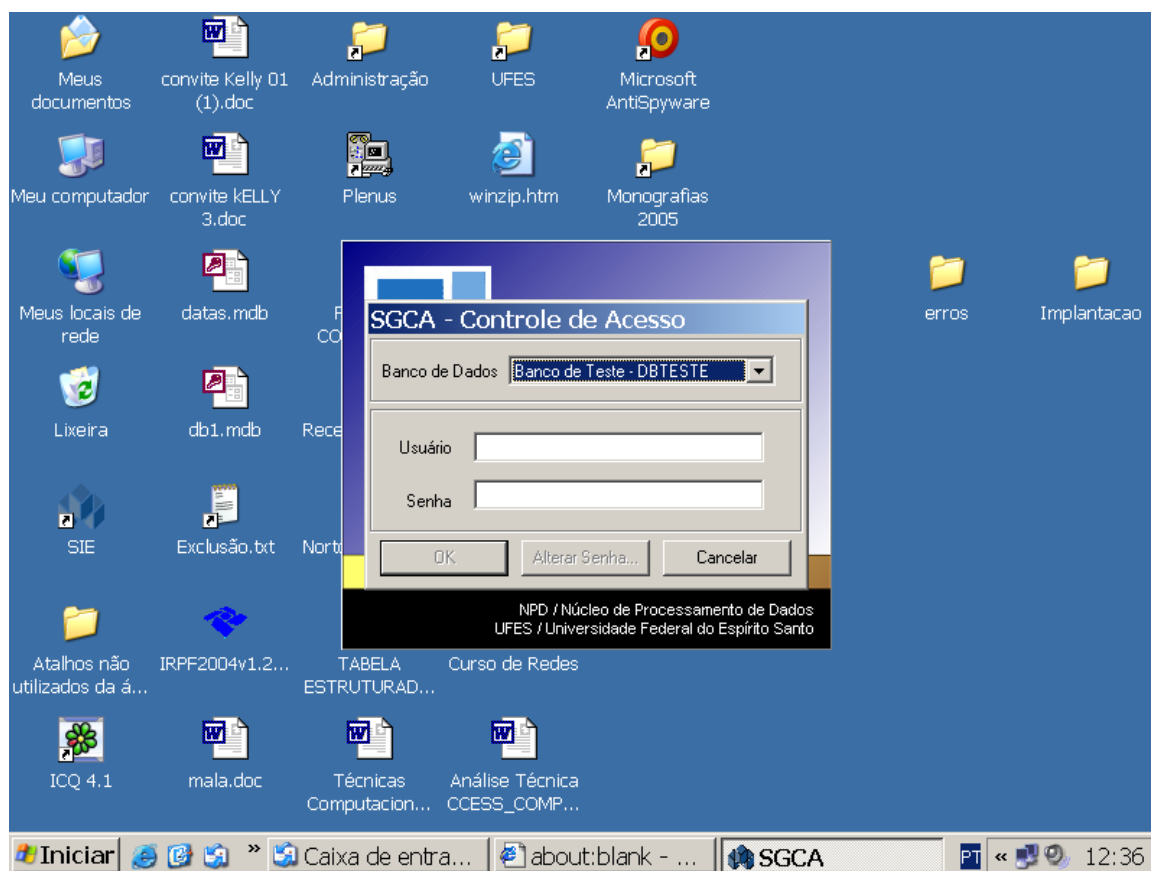 Meus
documentos
convite Kelly 01
(1).doc
Administração
UFES
Microsoft
AntiSpyware
Meu computador
convite kELLY
3.doc
Plenus
winzip.htm
Monografias
2005
Meus locais de
rede
datas.mdb
F
CO
erros
Implantacao
SGCA - Controle de Acesso
Banco de Dados
Banco de Teste - DBTESTE
Usuário
Senha
OK
Alterar Senha...
Cancelar
NPD / Núcleo de Processamento de Dados
UFES / Universidade Federal do Espírito Santo
Lixeira
db1.mdb
Rece
SIE
Exclusão.txt
Norto
Atalhos não
utilizados da á...
IRPF2004v1.2...
TABELA
ESTRUTURAD...
Curso de Redes
ICQ 4.1
mala.doc
Técnicas
Computacion...
Análise Técnica
CCESS_COMP...
Iniciar
»
Caixa de entra...
about:blank - ...
SGCA
PT
«
12:36